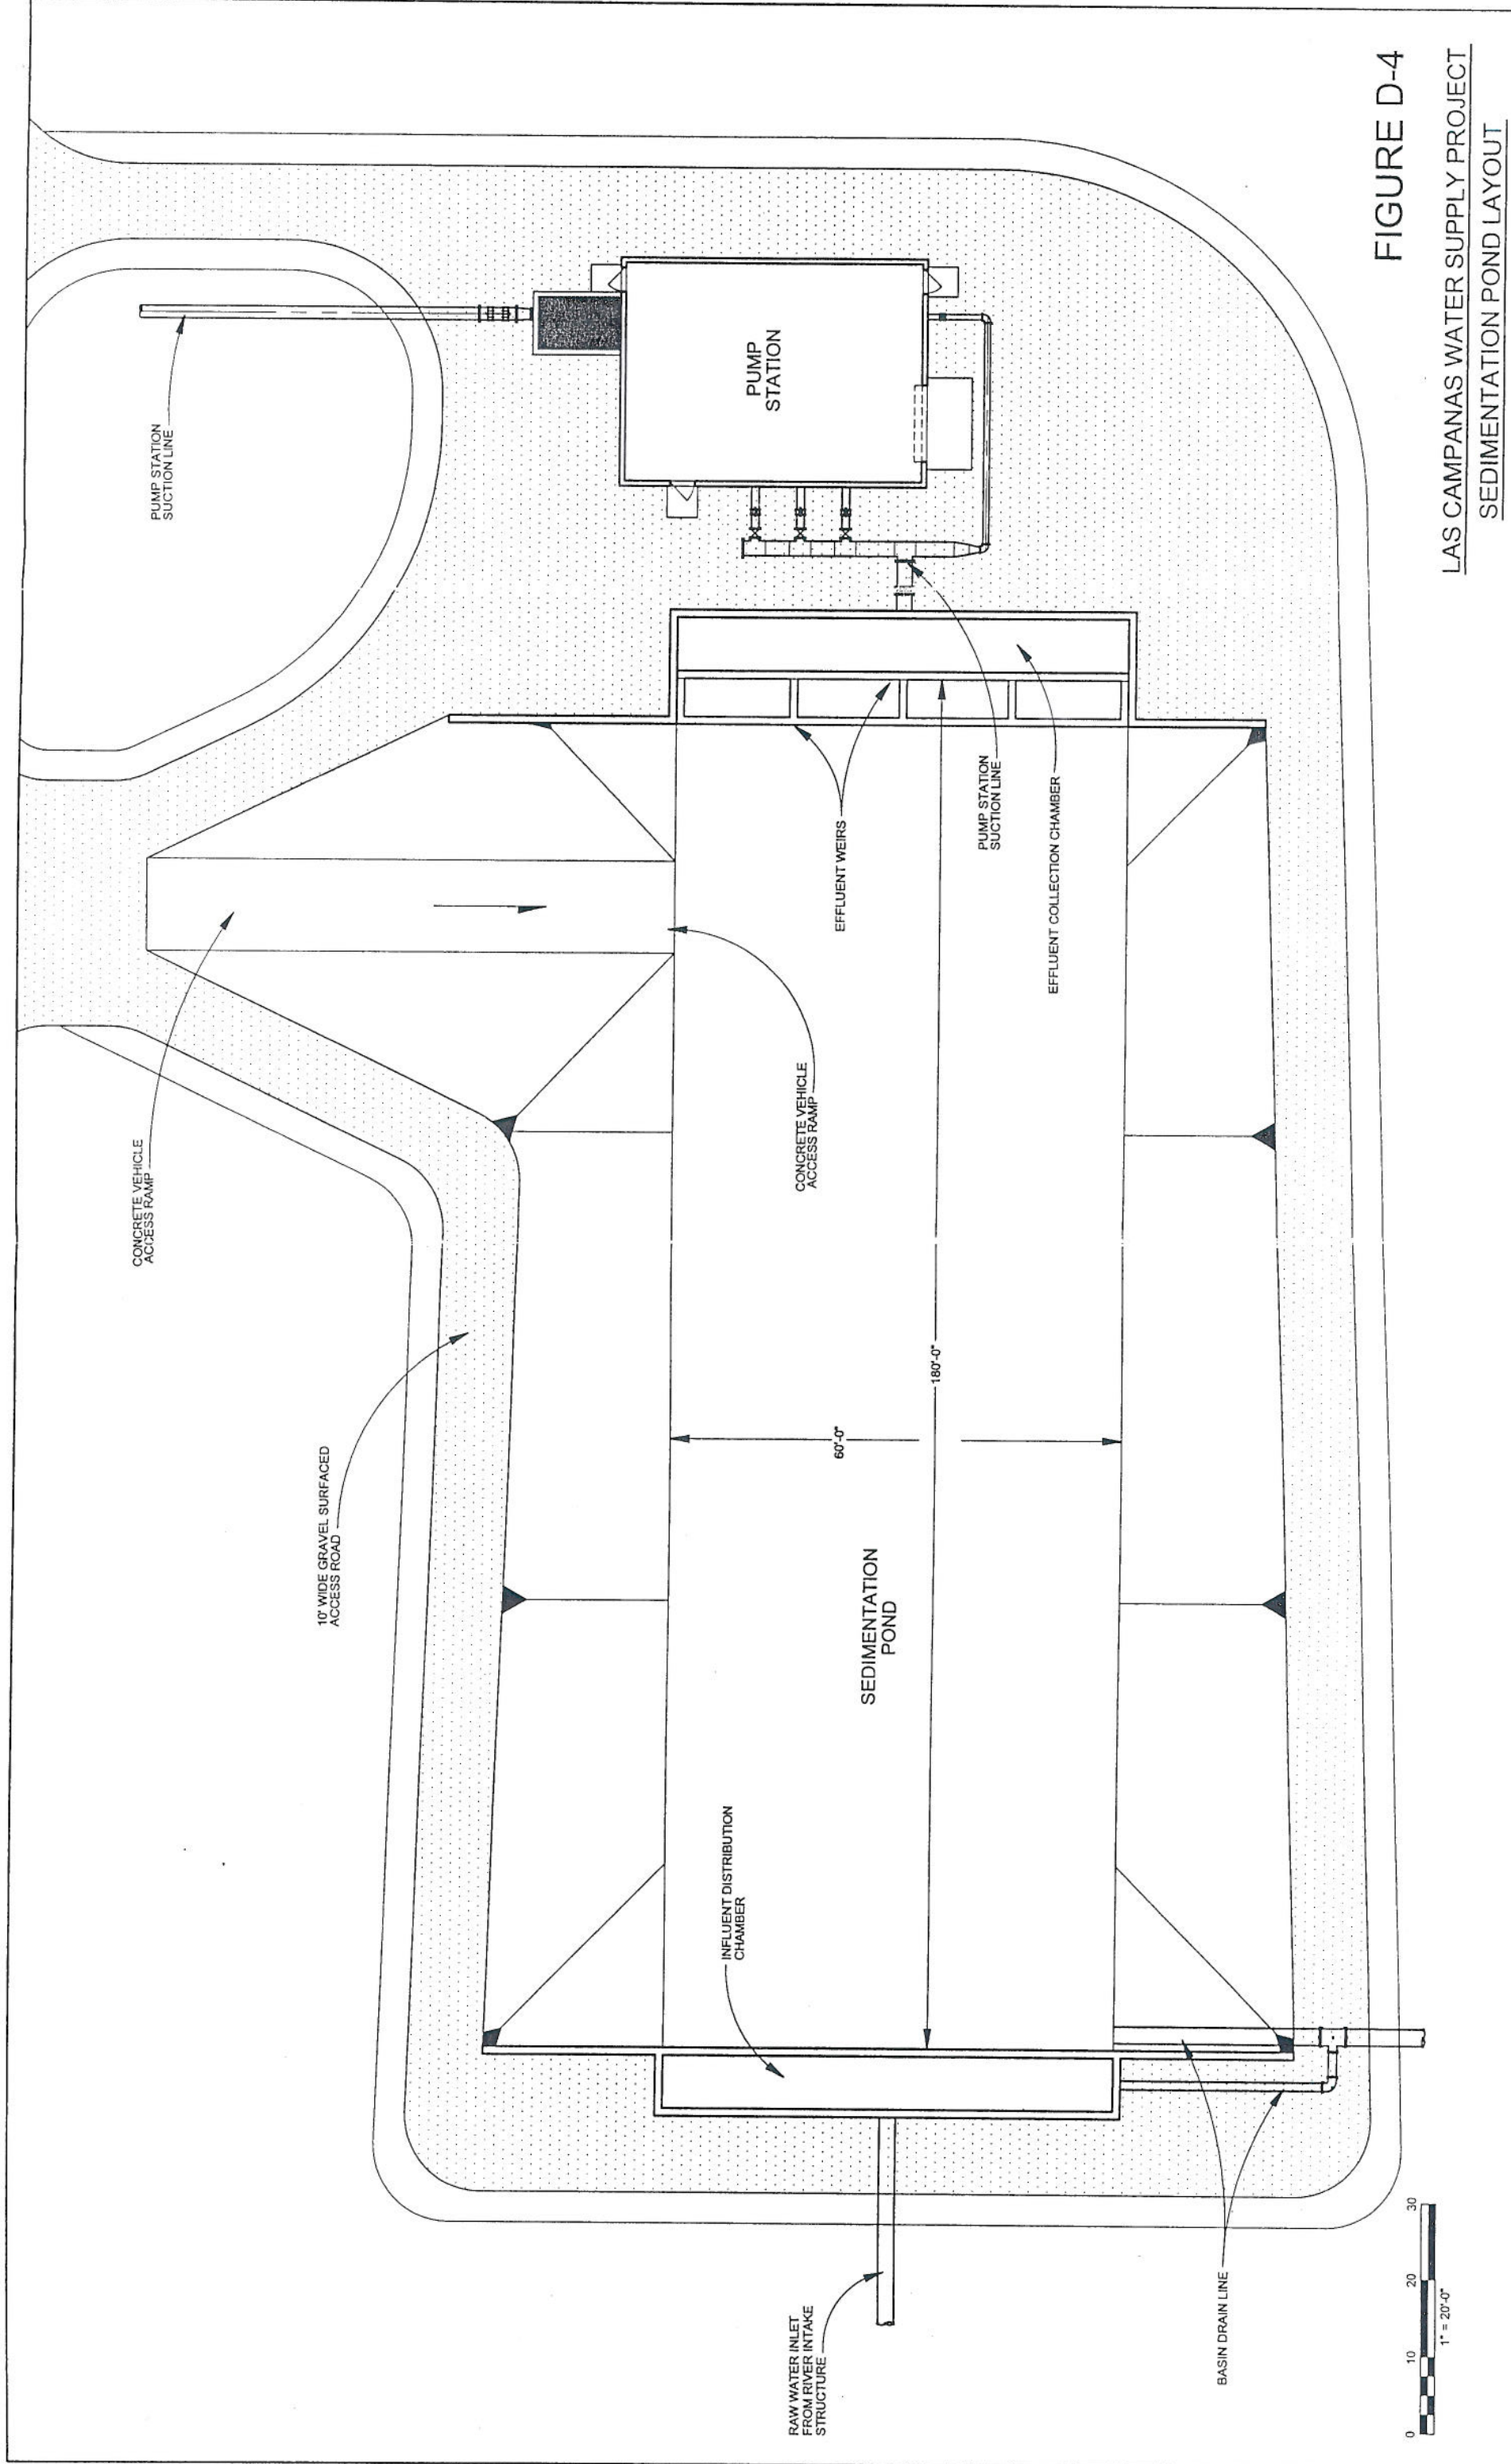 PUMP STATION
SUCTION LINE
CONCRETE VEHICLE
ACCESS RAMP
10' WIDE GRAVEL SURFACED
ACCESS ROAD
PUMP
STATION
EFFLUENT WEIRS
PUMP STATION
SUCTION LINE
EFFLUENT COLLECTION CHAMBER
CONCRETE VEHICLE
ACCESS RAMP
60'-0"
180'-0"
SEDIMENTATION
POND
INFLUENT DISTRIBUTION
CHAMBER
RAW WATER INLET
FROM RIVER INTAKE
STRUCTURE
BASIN DRAIN LINE
0 10 20 30
1" = 20'-0"
FIGURE D-4
LAS CAMPANAS WATER SUPPLY PROJECT
SEDIMENTATION POND LAYOUT